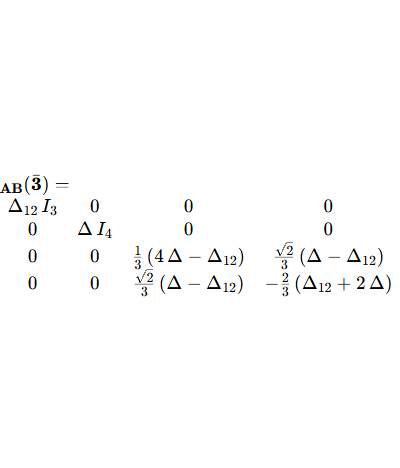 AB(𝟑̄) =
Δ₁₂ I₃ 0 0 0
0 Δ I₄ 0 0
0 0 1/3 (4 Δ − Δ₁₂) √2/3 (Δ − Δ₁₂)
0 0 √2/3 (Δ − Δ₁₂) −2/3 (Δ₁₂ + 2 Δ)